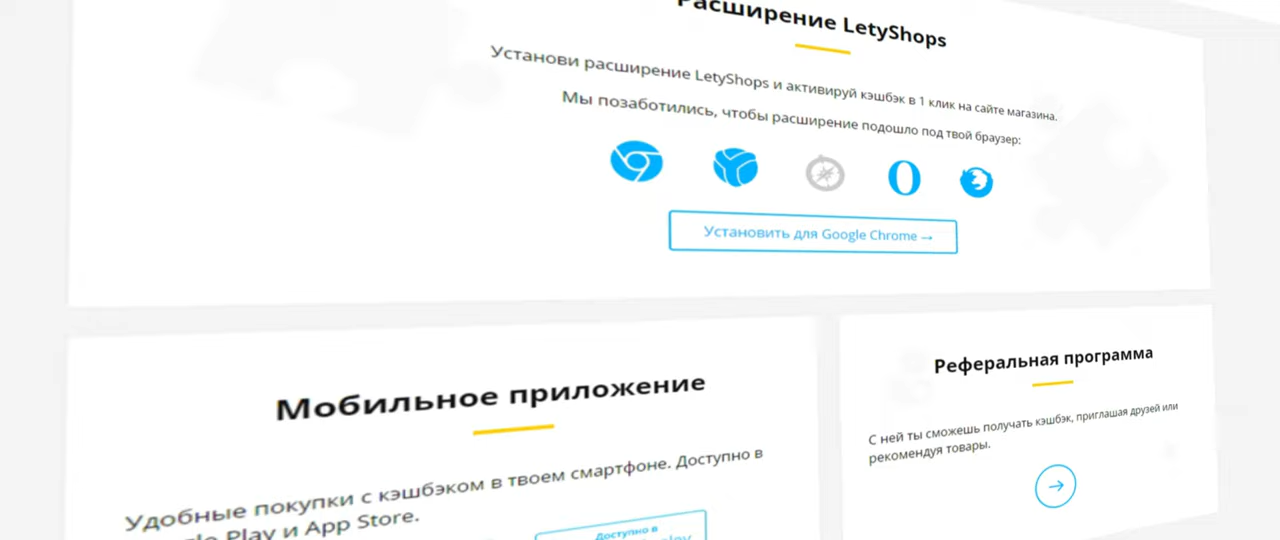 Расширение LetyShops
Установи расширение LetyShops и активируй кэшбэк в 1 клик на сайте магазина.
Мы позаботились, чтобы расширение подошло под твой браузер:
Установить для Google Chrome →
Мобильное приложение
Удобные покупки с кэшбэком в твоем смартфоне. Доступно в
Play и App Store.
Доступно в
Реферальная программа
С ней ты сможешь получать кэшбэк, приглашая друзей или
рекомендуя товары.